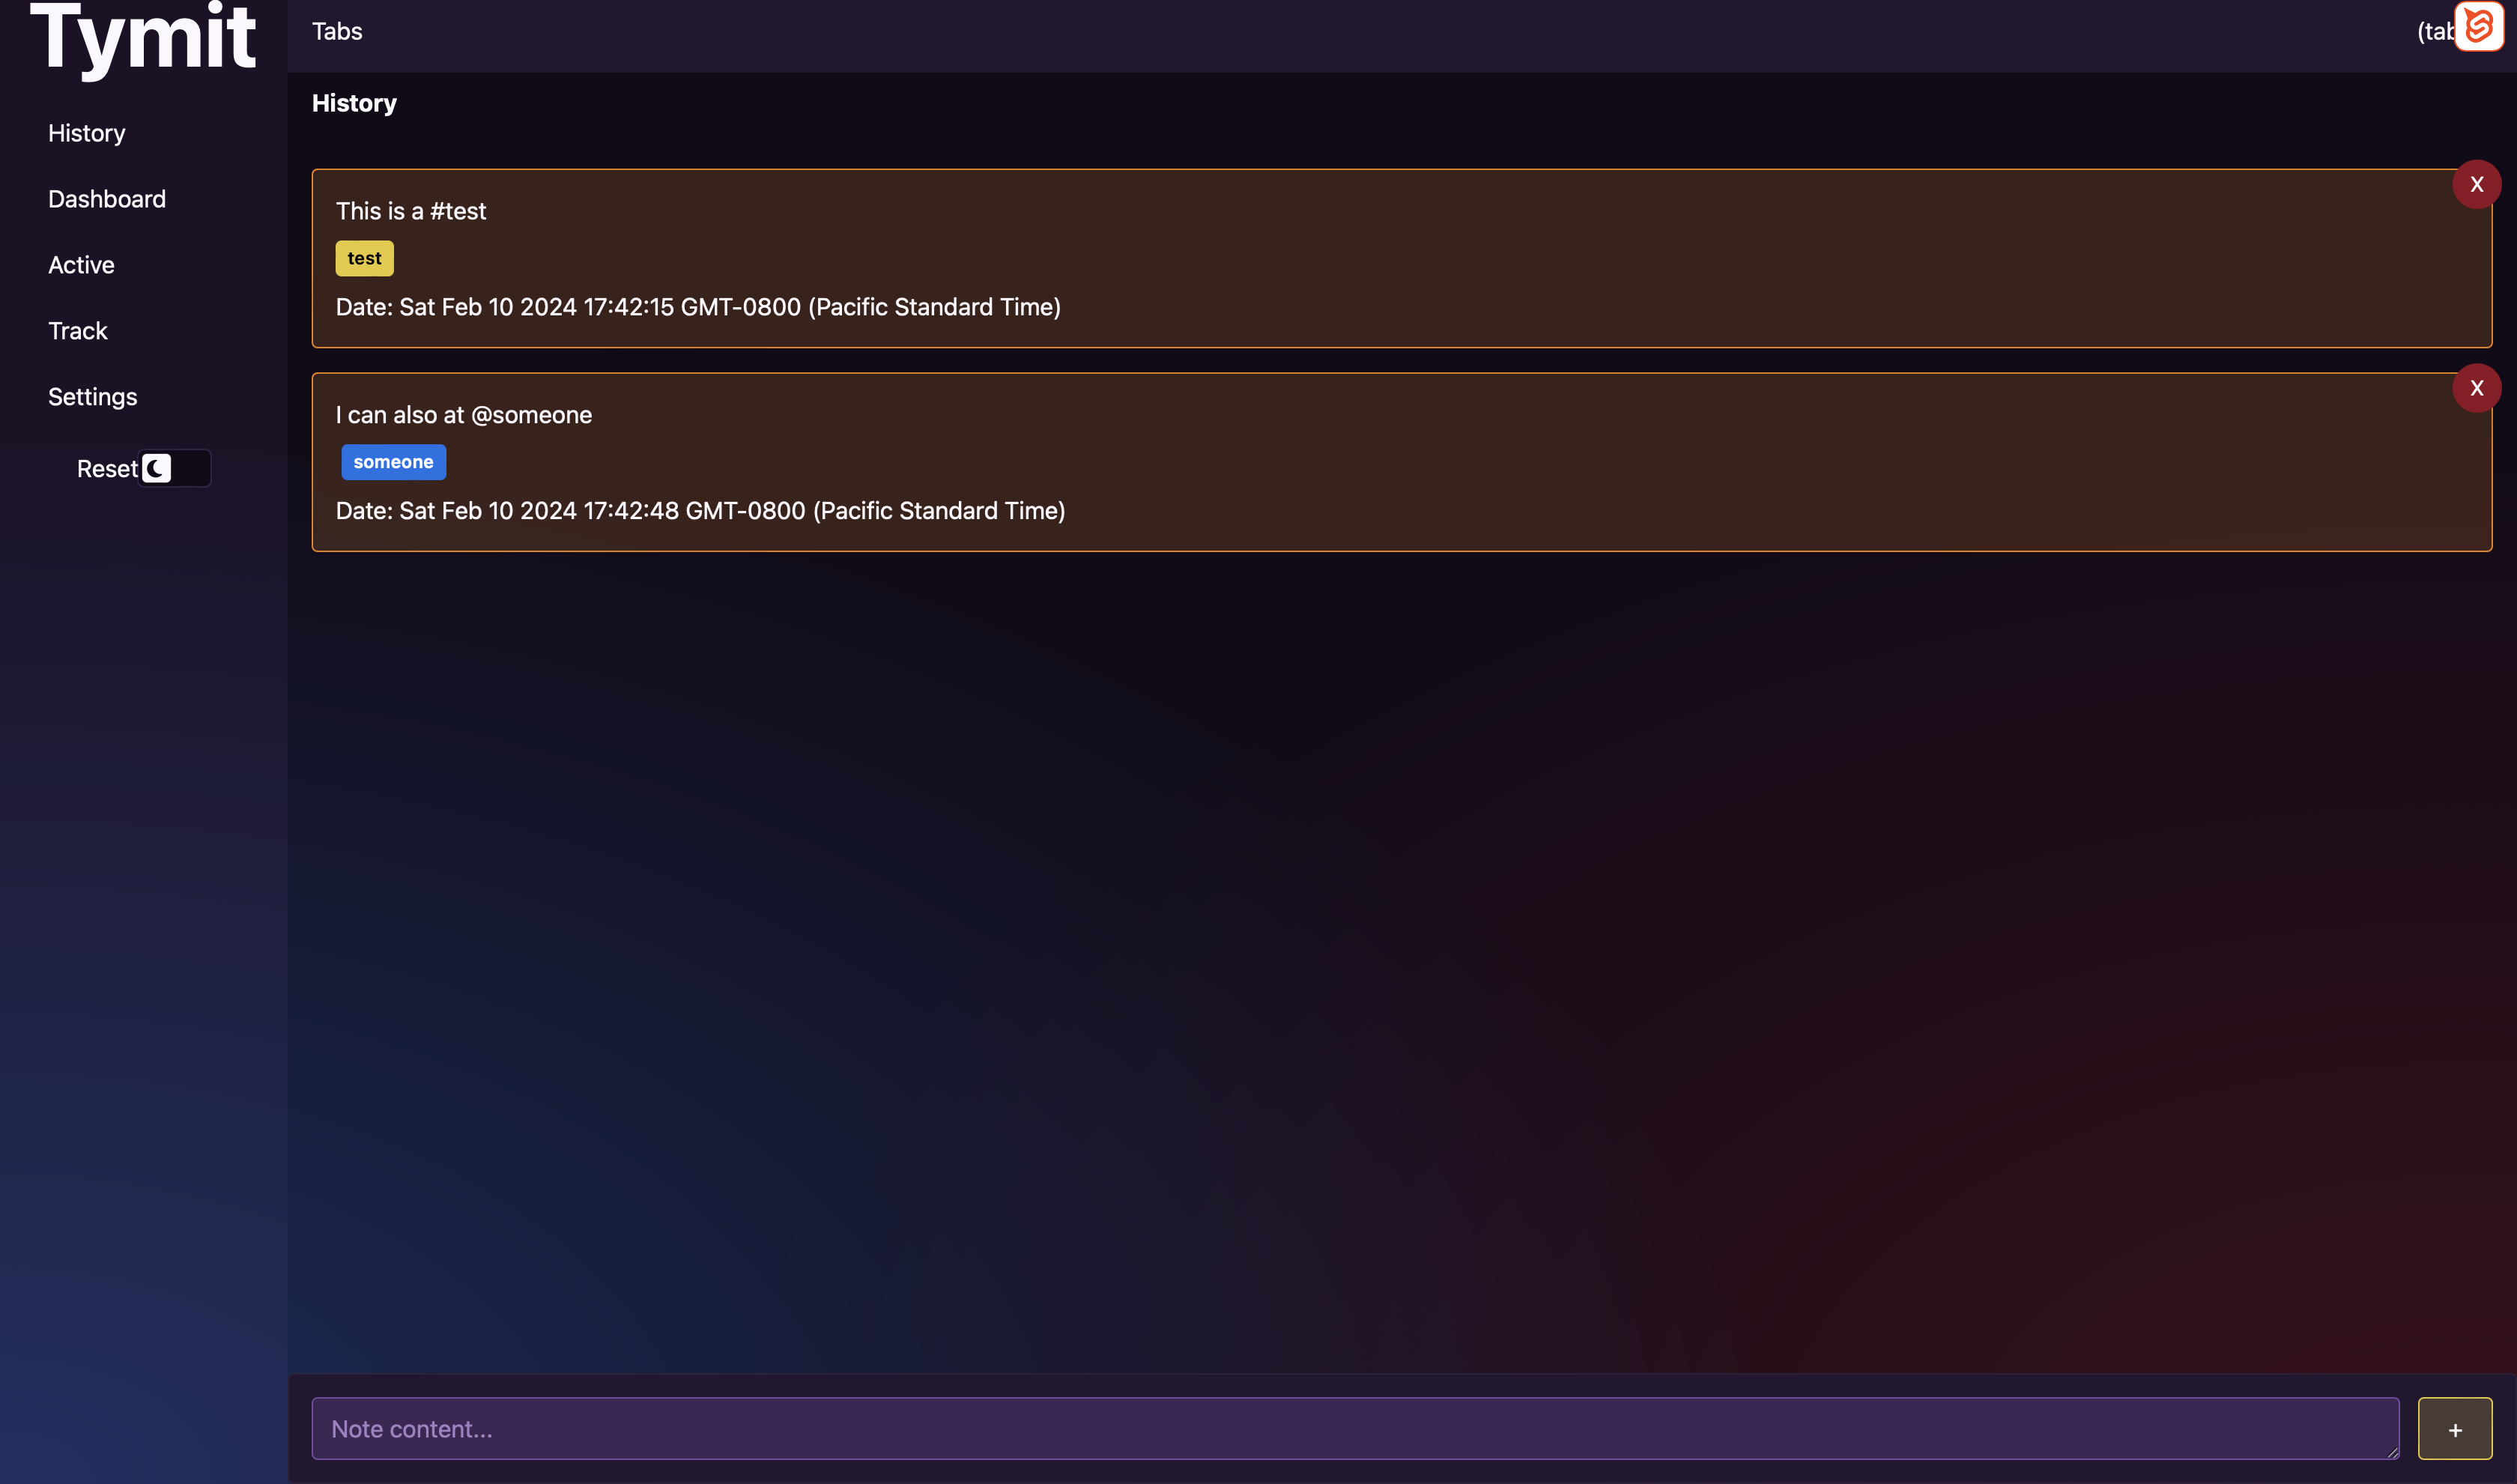 Tymit
History
Dashboard
Active
Track
Settings
Reset
Tabs
(tab
History
This is a #test
test
Date: Sat Feb 10 2024 17:42:15 GMT-0800 (Pacific Standard Time)
X
I can also at @someone
someone
Date: Sat Feb 10 2024 17:42:48 GMT-0800 (Pacific Standard Time)
X
Note content...
+